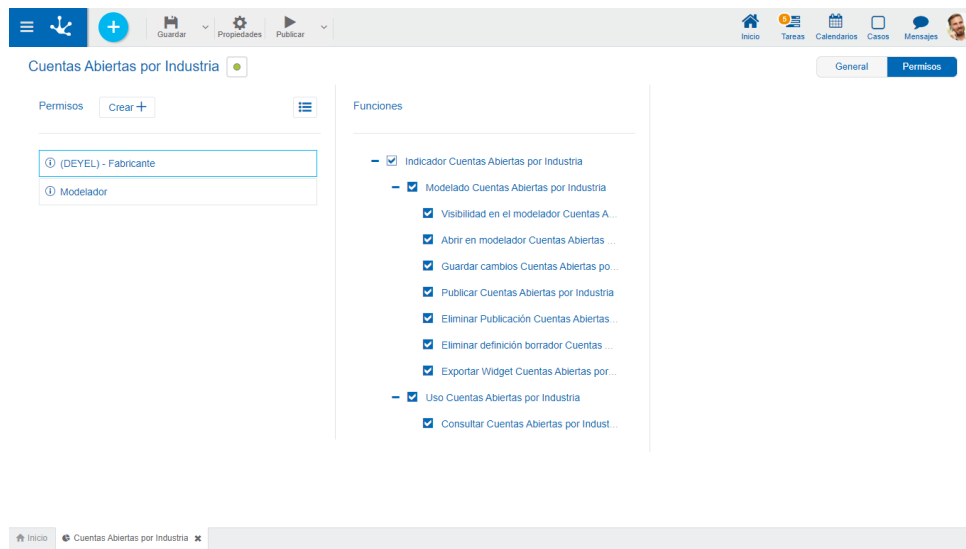 Guardar
Propiedades
Publicar
Inicio
5
Tareas
Calendarios
Casos
Mensajes
Cuentas Abiertas por Industria
General
Permisos
Permisos
Crear
Funciones
(DEYEL) - Fabricante
Modelador
Indicador Cuentas Abiertas por Industria
Modelado Cuentas Abiertas por Industria
Visibilidad en el modelador Cuentas A...
Abrir en modelador Cuentas Abiertas ...
Guardar cambios Cuentas Abiertas po...
Publicar Cuentas Abiertas por Industria
Eliminar Publicación Cuentas Abiertas...
Eliminar definición borrador Cuentas ...
Exportar Widget Cuentas Abiertas por...
Uso Cuentas Abiertas por Industria
Consultar Cuentas Abiertas por Indust...
Inicio
Cuentas Abiertas por Industria